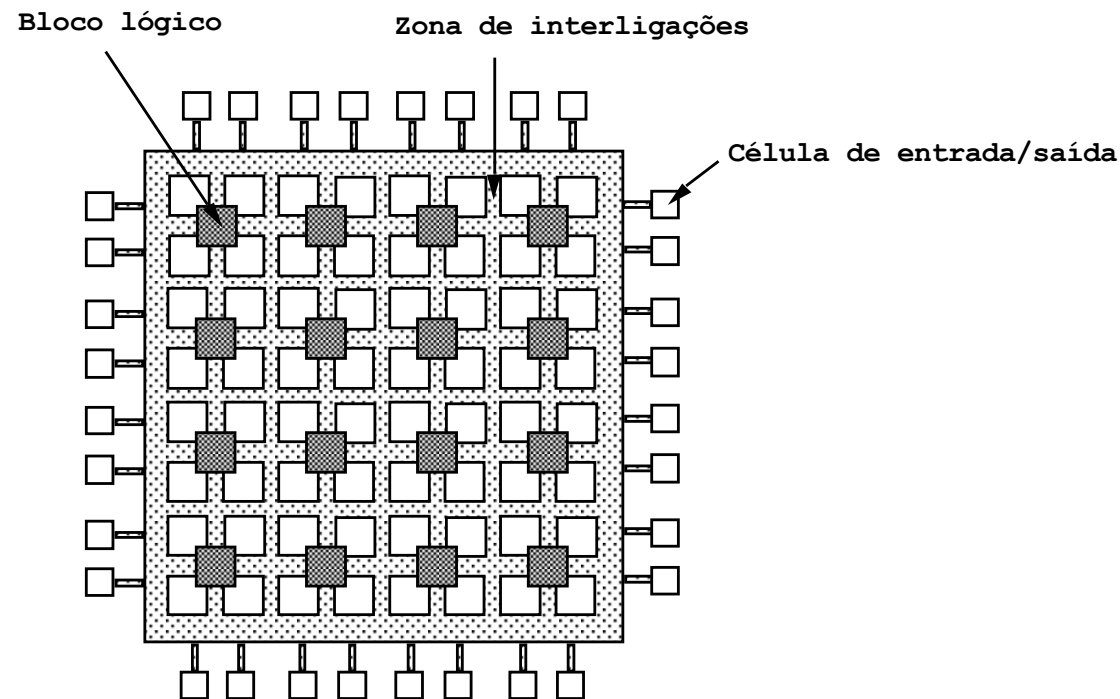 Bloco lógico
Zona de interligações
Célula de entrada/saída